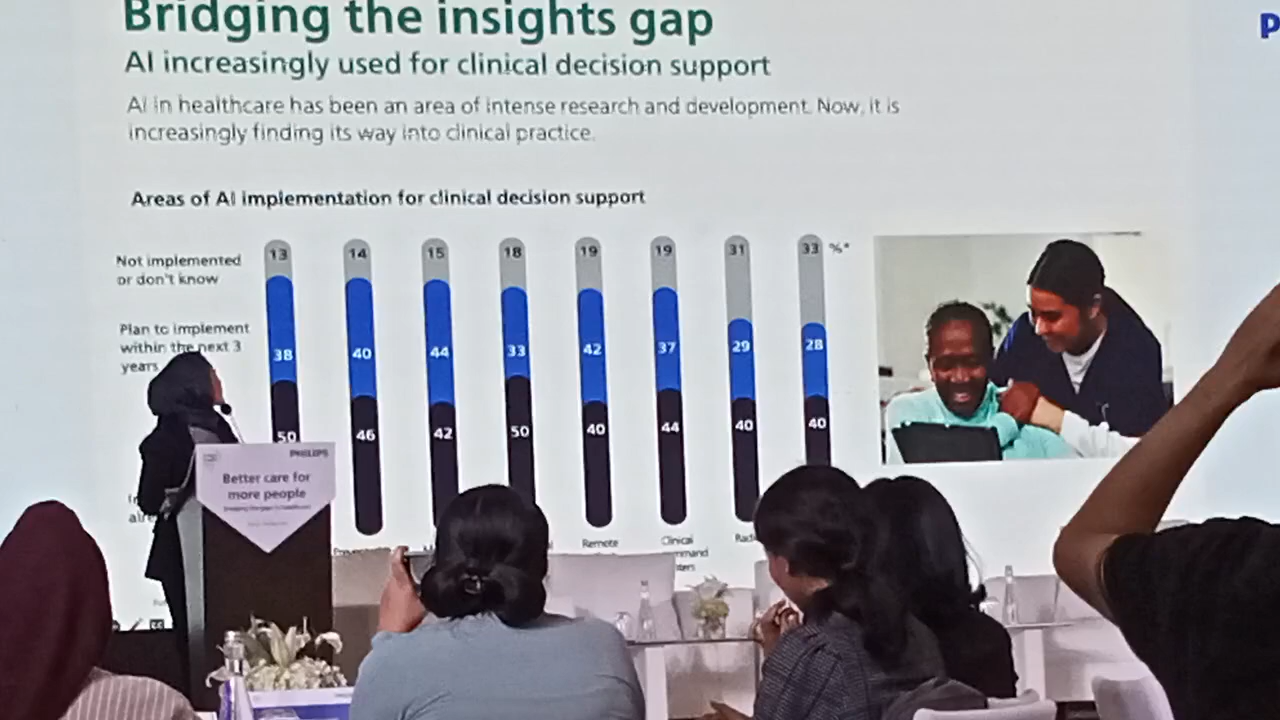 Bridging the insights gap
P
AI increasingly used for clinical decision support
AI in healthcare has been an area of intense research and development. Now, it is
increasingly finding its way into clinical practice.
Areas of AI implementation for clinical decision support
Not implemented
or don't know
13 14 15 18 19 19 31 33 %*
Plan to implement
within the next 3
years
38 40 44 33 42 37 29 28
50 46 42 50 40 44 40 40
PHILIPS
Better care for
more people
Remote
Clinical